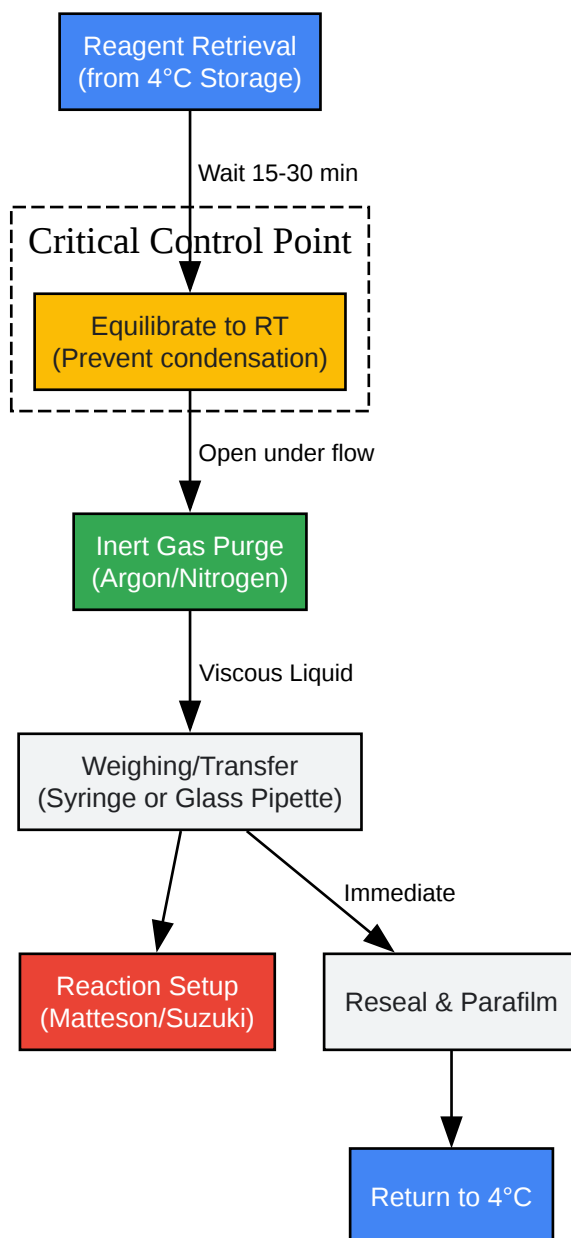 Reagent Retrieval
(from 4°C Storage)
Wait 15-30 min
Critical Control Point
Equilibrate to RT
(Prevent condensation)
Open under flow
Inert Gas Purge
(Argon/Nitrogen)
Viscous Liquid
Weighing/Transfer
(Syringe or Glass Pipette)
Immediate
Reaction Setup
(Matteson/Suzuki)
Reseal & Parafilm
Return to 4°C